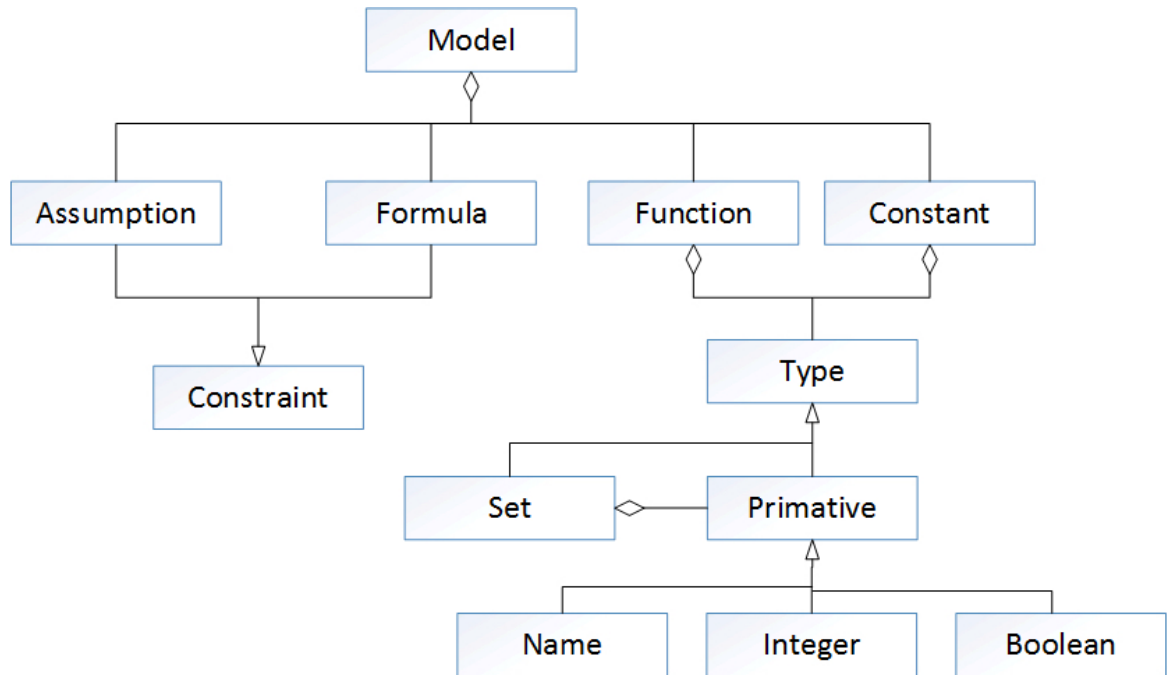 Model
Assumption
Formula
Function
Constant
Constraint
Type
Set
Primative
Name
Integer
Boolean